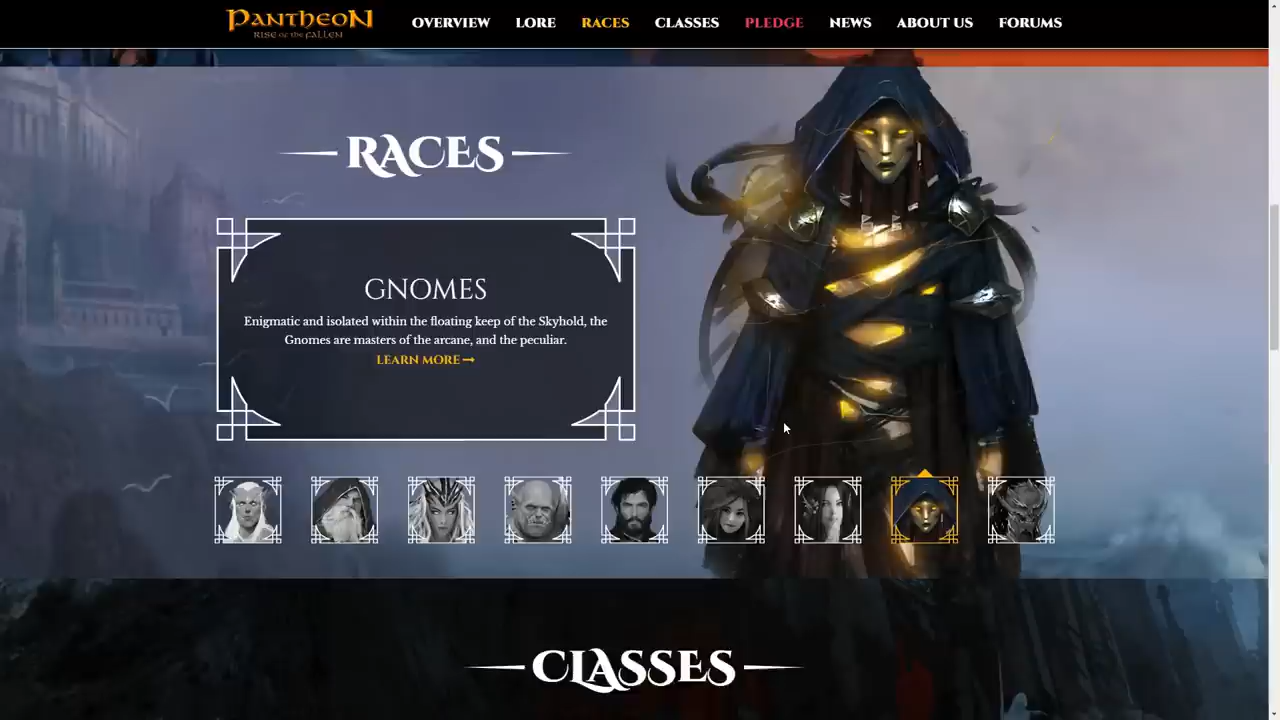 PANTHEON
RISE of the FALLEN
OVERVIEW LORE RACES CLASSES PLEDGE NEWS ABOUT US FORUMS
RACES
GNOMES
Enigmatic and isolated within the floating keep of the Skyhold, the
Gnomes are masters of the arcane, and the peculiar.
LEARN MORE
CLASSES